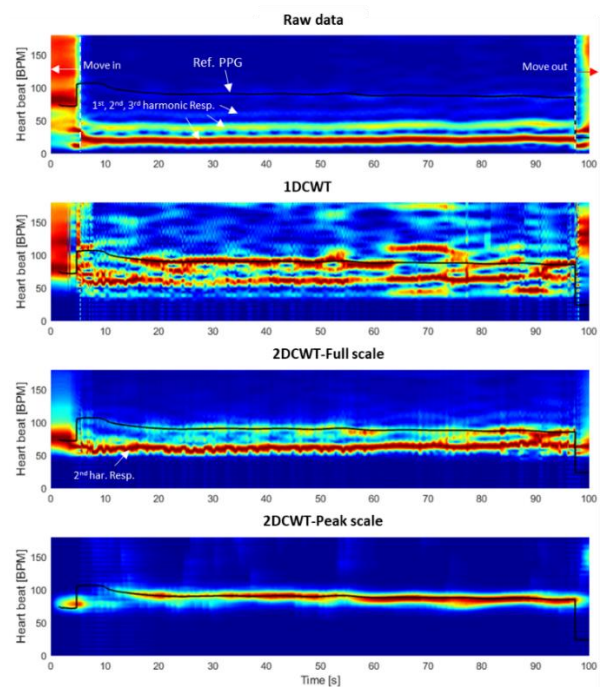 Raw data
Heart beat [BPM]
150
100
50
0
Move in
Ref. PPG
Move out
1st, 2nd, 3rd harmonic Resp.
0 10 20 30 40 50 60 70 80 90 100
1DCWT
Heart beat [BPM]
150
100
50
0
0 10 20 30 40 50 60 70 80 90 100
2DCWT-Full scale
Heart beat [BPM]
150
100
50
0
2nd har. Resp.
0 10 20 30 40 50 60 70 80 90 100
2DCWT-Peak scale
Heart beat [BPM]
150
100
50
0
0 10 20 30 40 50 60 70 80 90 100
Time [s]